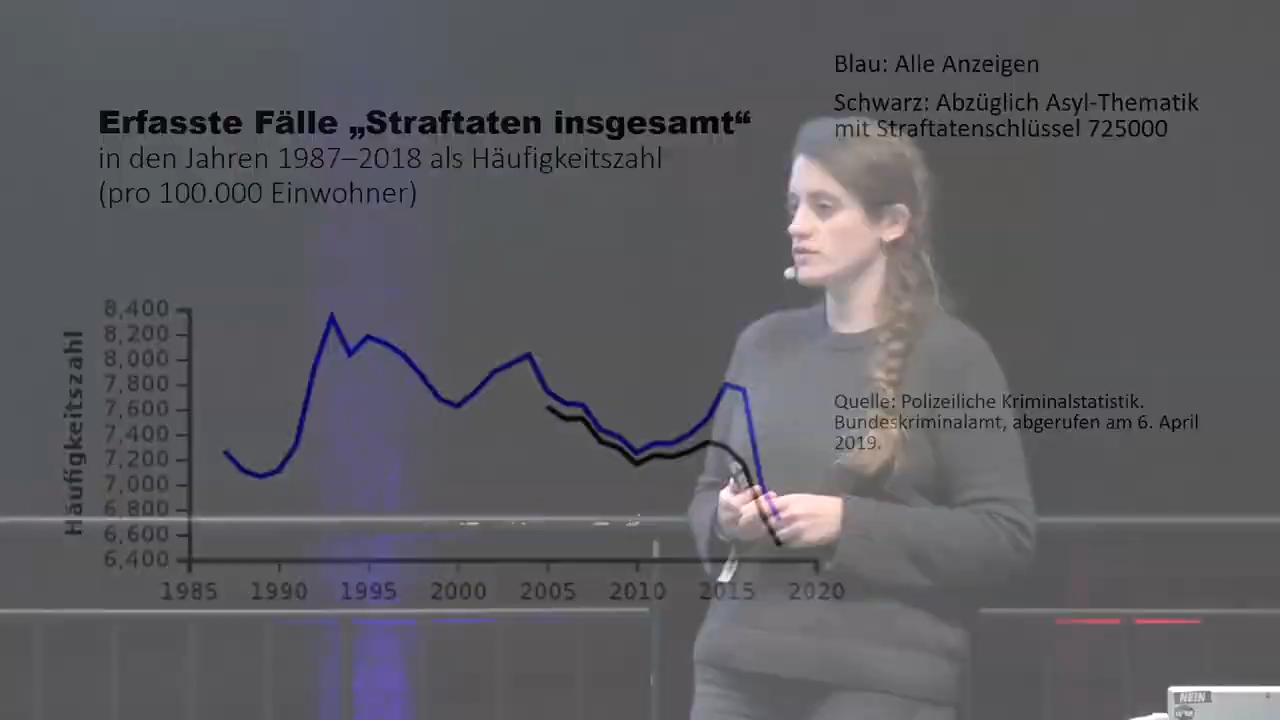 Blau: Alle Anzeigen
Schwarz: Abzüglich Asyl-Thematik
mit Straftatenschlüssel 725000
Erfasste Fälle „Straftaten insgesamt“
in den Jahren 1987–2018 als Häufigkeitszahl
(pro 100.000 Einwohner)
Häufigkeitszahl
8,400
8,200
8,000
7,800
7,600
7,400
7,200
7,000
6,800
6,600
6,400
1985 1990 1995 2000 2005 2010 2015 2020
Quelle: Polizeiliche Kriminalstatistik.
Bundeskriminalamt, abgerufen am 6. April
2019.
NEIN